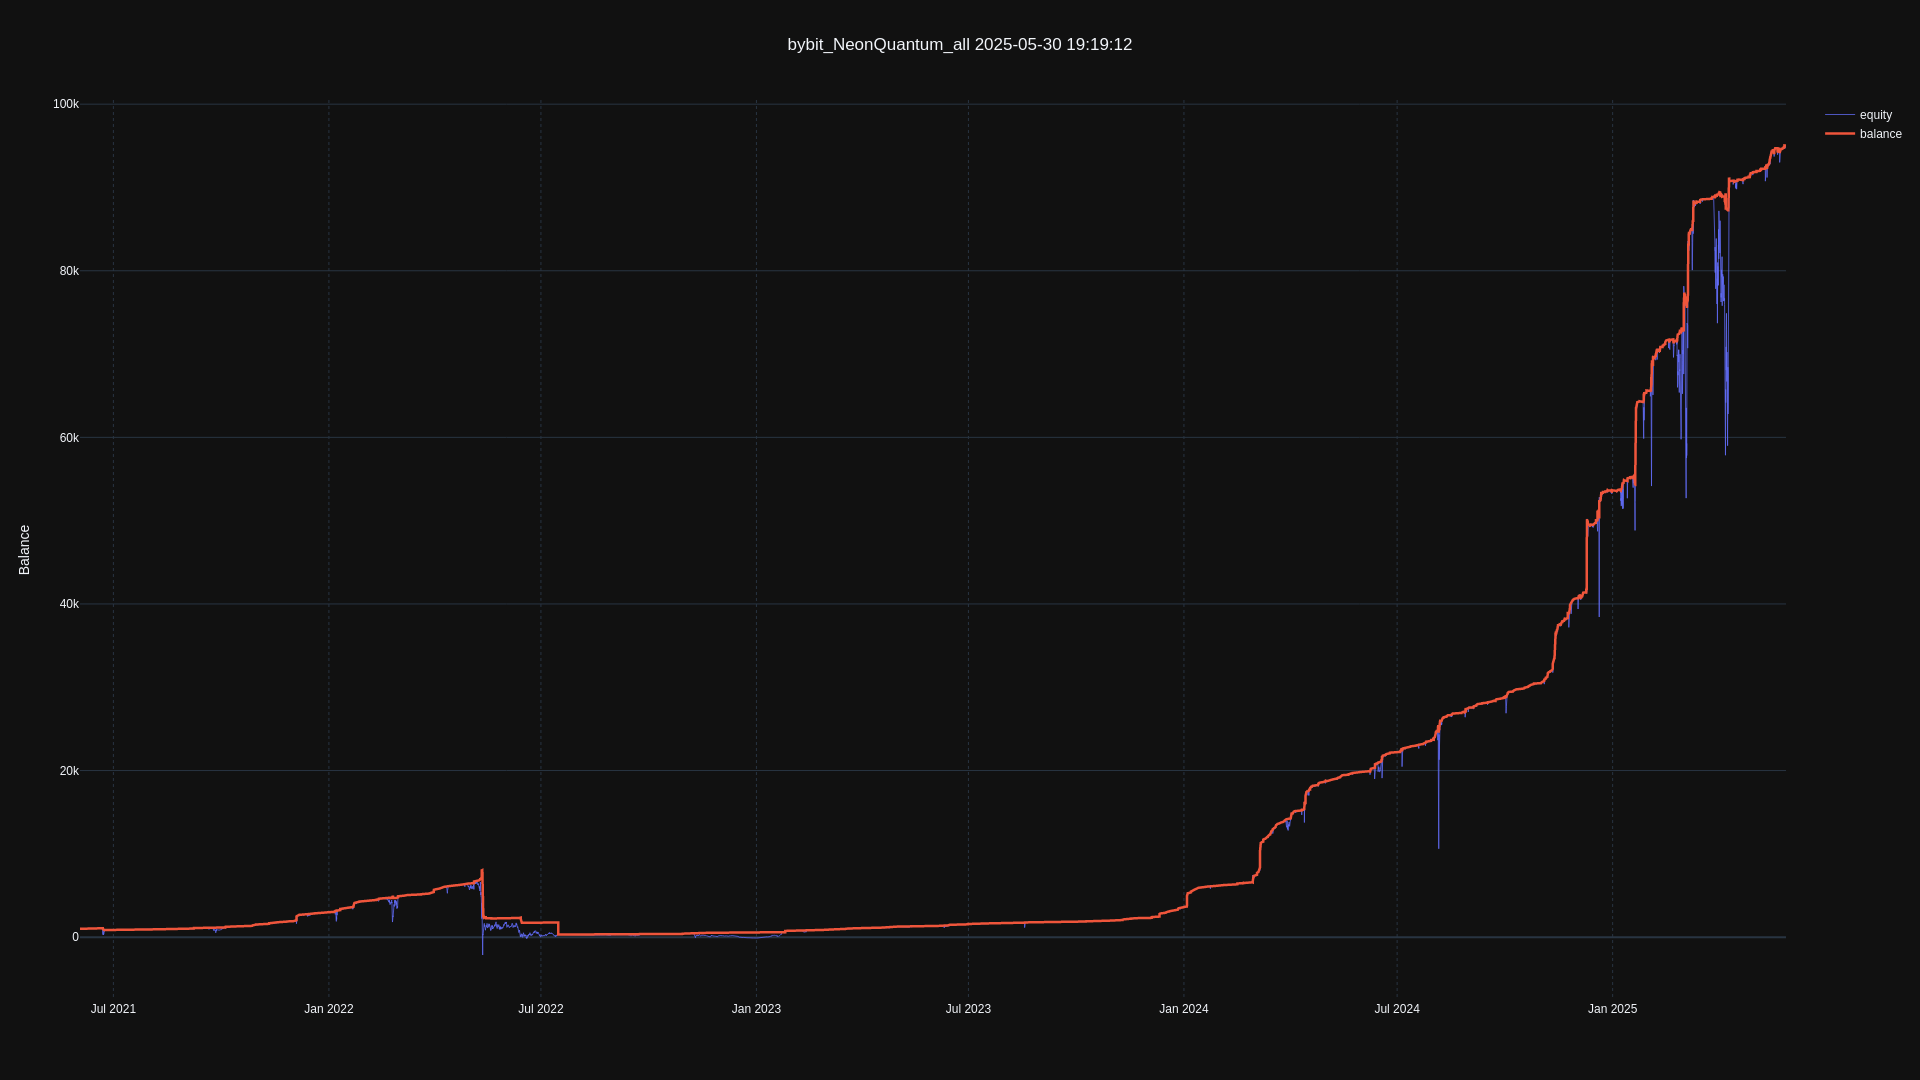 bybit_NeonQuantum_all 2025-05-30 19:19:12
equity
balance
Balance
100k
80k
60k
40k
20k
0
Jul 2021
Jan 2022
Jul 2022
Jan 2023
Jul 2023
Jan 2024
Jul 2024
Jan 2025